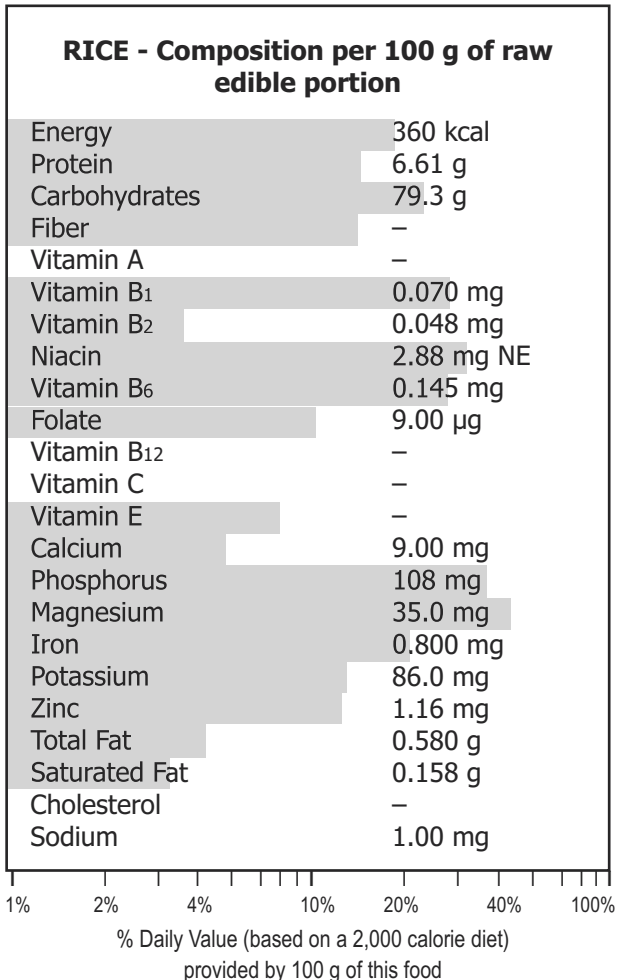 RICE - Composition per 100 g of raw
edible portion
Energy 360 kcal
Protein 6.61 g
Carbohydrates 79.3 g
Fiber –
Vitamin A –
Vitamin B1 0.070 mg
Vitamin B2 0.048 mg
Niacin 2.88 mg NE
Vitamin B6 0.145 mg
Folate 9.00 µg
Vitamin B12 –
Vitamin C –
Vitamin E –
Calcium 9.00 mg
Phosphorus 108 mg
Magnesium 35.0 mg
Iron 0.800 mg
Potassium 86.0 mg
Zinc 1.16 mg
Total Fat 0.580 g
Saturated Fat 0.158 g
Cholesterol –
Sodium 1.00 mg
1% 2% 4% 10% 20% 40% 100%
% Daily Value (based on a 2,000 calorie diet)
provided by 100 g of this food